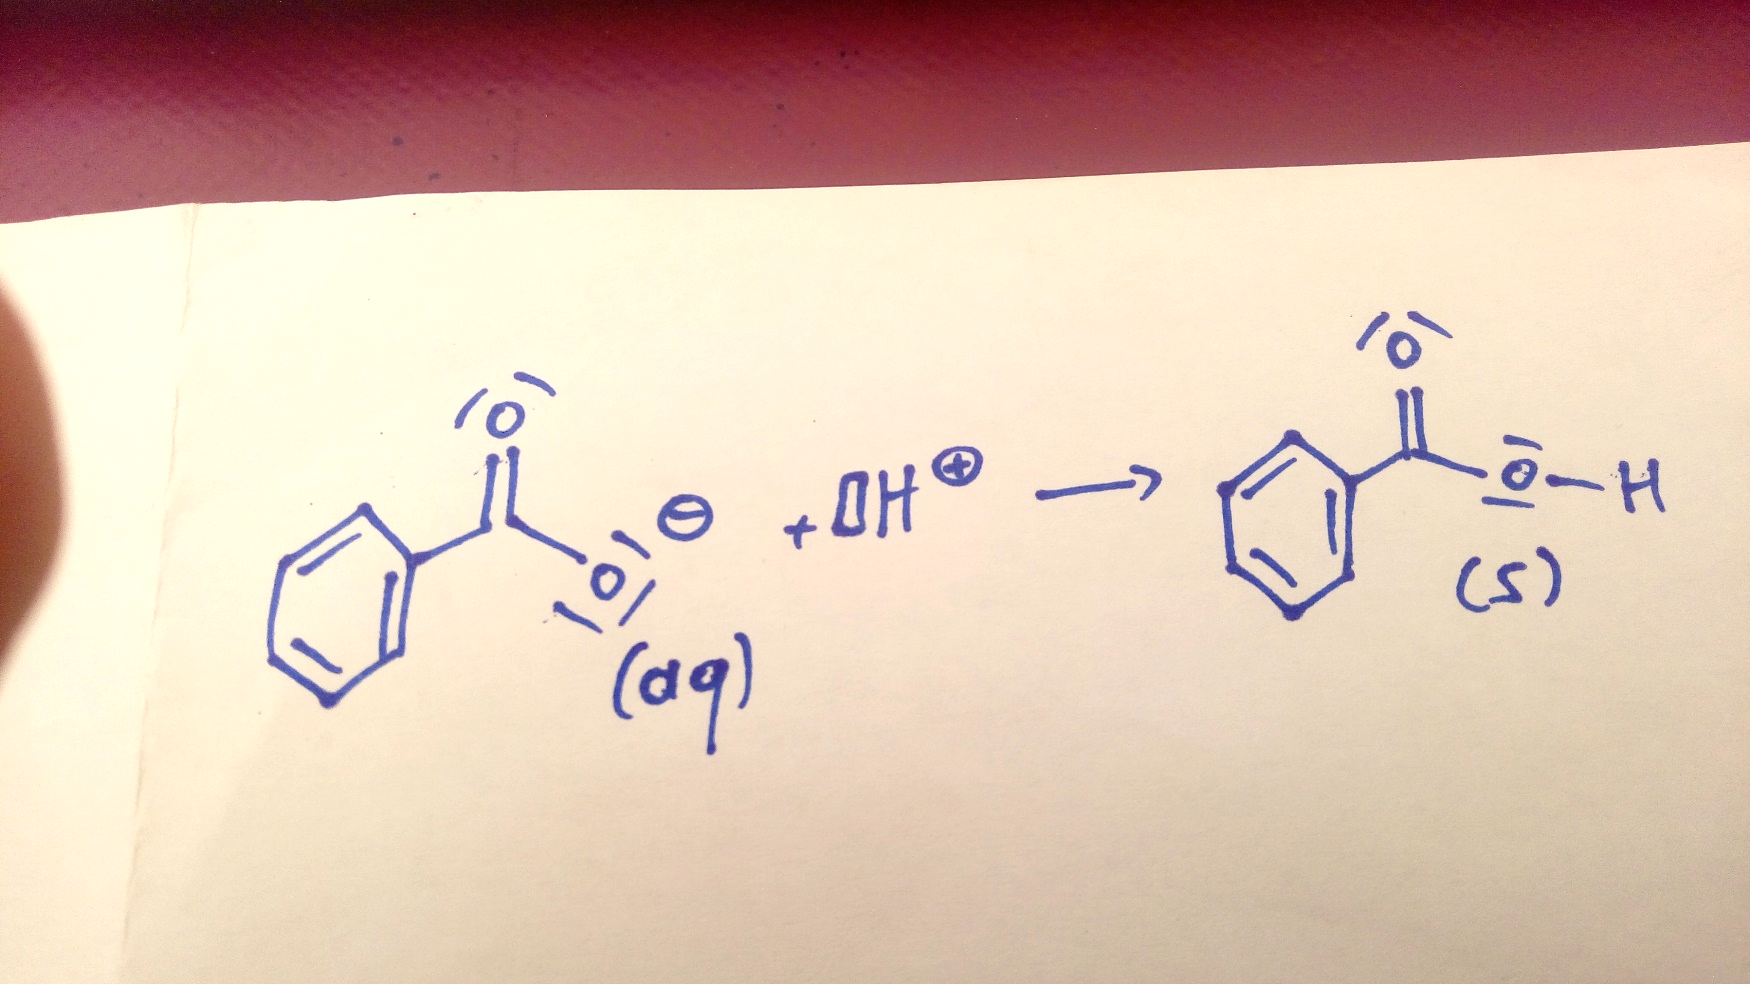 O
O ⊖
(aq)
+ ▯H ⊕ →
O
O–H
(s)